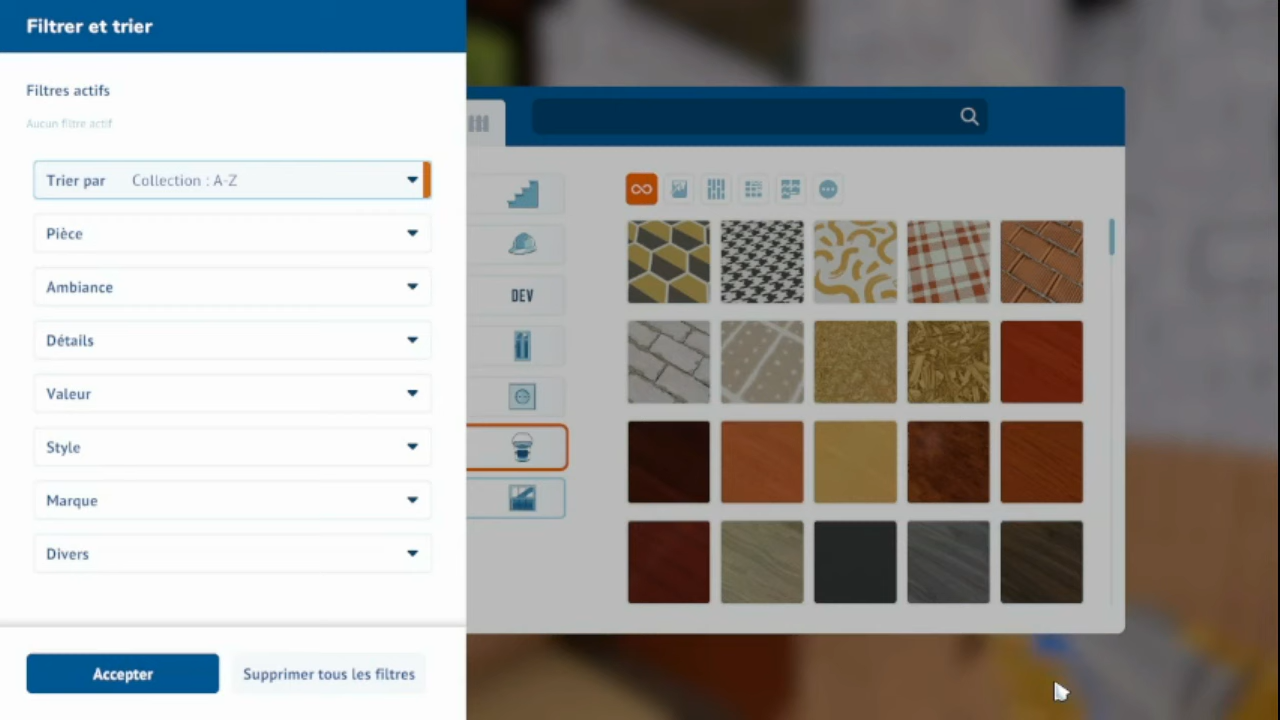 Filtrer et trier
Filtres actifs
Aucun filtre actif
Trier par Collection : A-Z
Pièce
Ambiance
Détails
Valeur
Style
Marque
Divers
Accepter
Supprimer tous les filtres
DEV